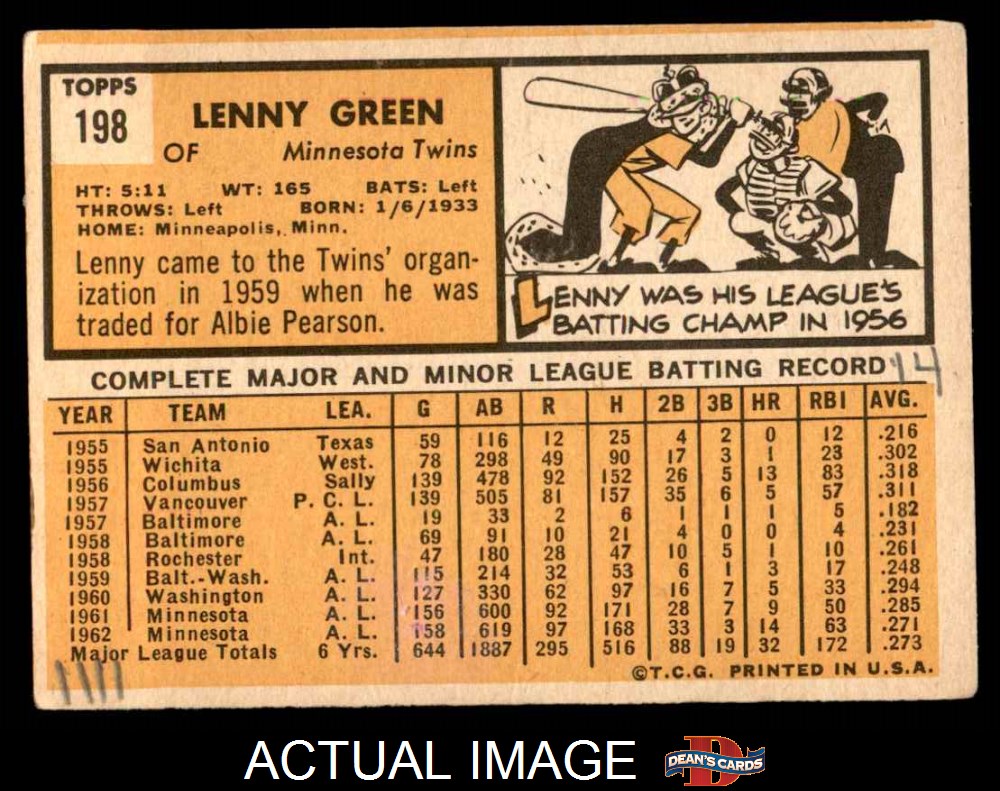 TOPPS
198
LENNY GREEN
OF Minnesota Twins
HT: 5:11 WT: 165 BATS: Left
THROWS: Left BORN: 1/6/1933
HOME: Minneapolis, Minn.
Lenny came to the Twins' organ-
ization in 1959 when he was
traded for Albie Pearson.
LENNY WAS HIS LEAGUE'S
BATTING CHAMP IN 1956
COMPLETE MAJOR AND MINOR LEAGUE BATTING RECORD 14
YEAR TEAM LEA. G AB R H 2B 3B HR RBI AVG.
1955 San Antonio Texas 59 116 12 25 4 2 0 12 .216
1955 Wichita West. 78 298 49 90 17 3 1 23 .302
1956 Columbus Sally 139 478 92 152 26 5 13 83 .318
1957 Vancouver P. C. L. 139 505 81 157 35 6 5 57 .311
1957 Baltimore A. L. 19 33 2 6 1 1 1 5 .182
1958 Baltimore A. L. 69 91 10 21 4 0 0 4 .231
1958 Rochester Int. 47 180 28 47 10 5 1 10 .261
1959 Balt.-Wash. A. L. 115 214 32 53 6 1 3 17 .248
1960 Washington A. L. 127 330 62 97 16 7 5 33 .294
1961 Minnesota A. L. 156 600 92 171 28 7 9 50 .285
1962 Minnesota A. L. 158 619 97 168 33 3 14 63 .271
Major League Totals 6 Yrs. 644 1887 295 516 88 19 32 172 .273
©T.C.G. PRINTED IN U.S.A.
1111
ACTUAL IMAGE
D
DEAN'S CARDS